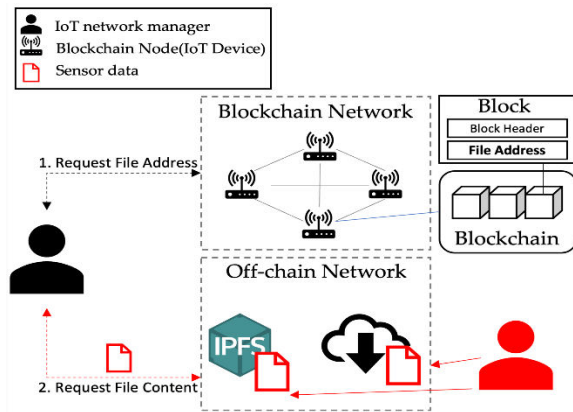 IoT network manager
Blockchain Node(IoT Device)
Sensor data
Blockchain Network
Block
Block Header
File Address
1. Request File Address
Blockchain
Off-chain Network
IPFS
2. Request File Content